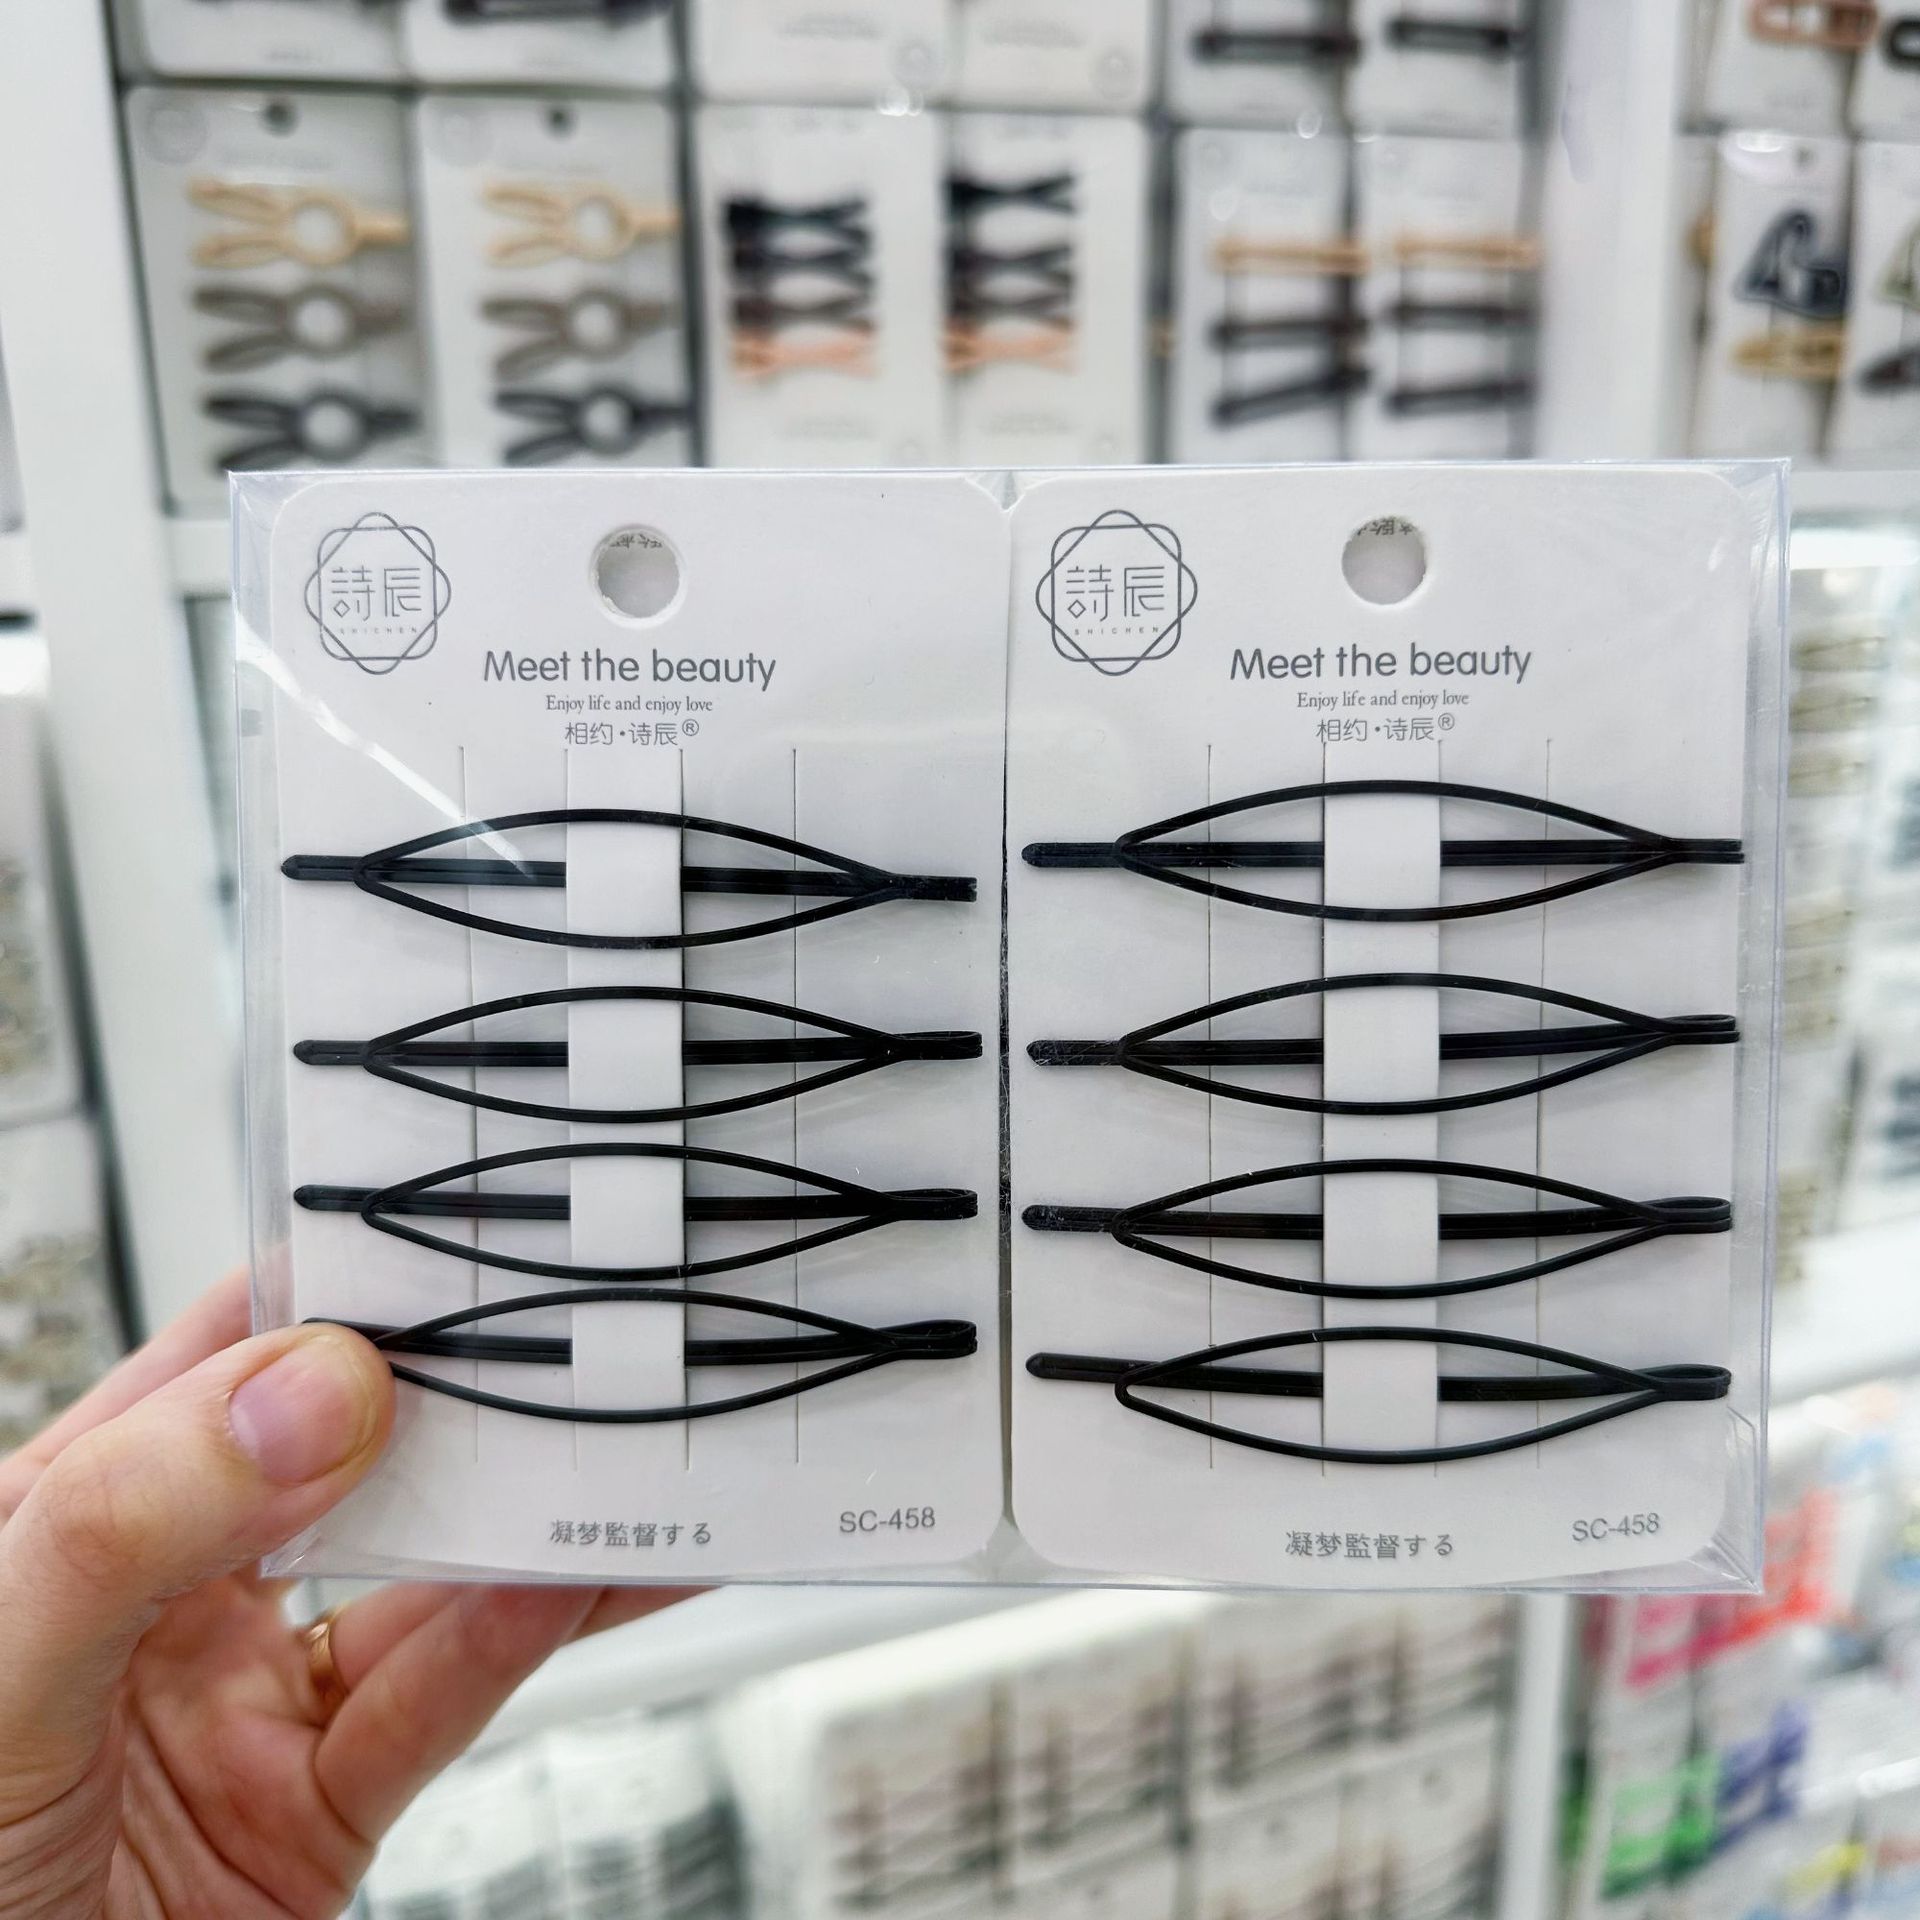 詩辰
SHICHEN
Meet the beauty
Enjoy life and enjoy love
相约·诗辰®
凝梦監督する
SC-458
詩辰
SHICHEN
Meet the beauty
Enjoy life and enjoy love
相约·诗辰®
凝梦監督する
SC-458